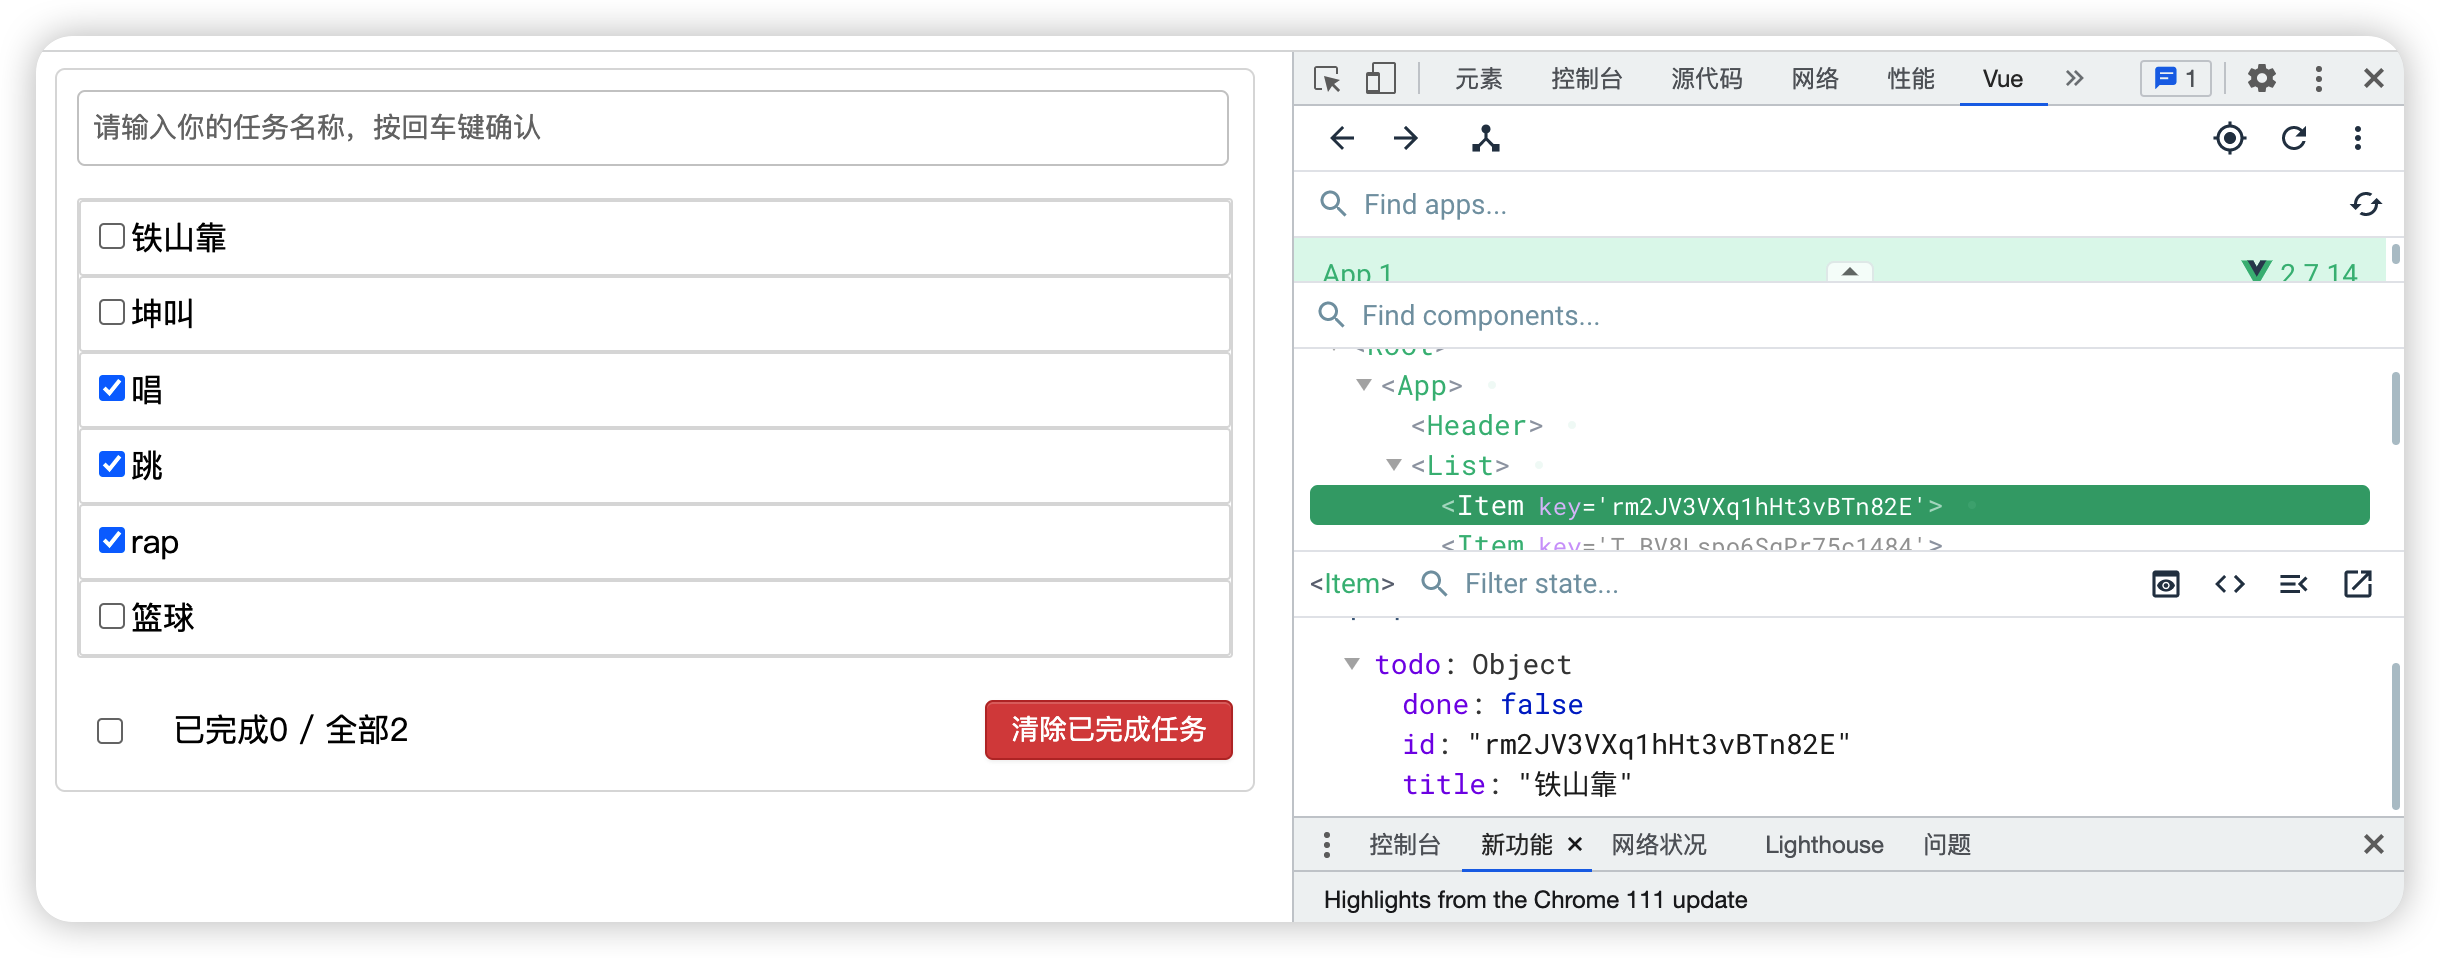 请输入你的任务名称，按回车键确认
铁山靠
坤叫
唱
跳
rap
篮球
已完成0 / 全部2
清除已完成任务
元素 控制台 源代码 网络 性能 Vue 1
Find apps...
App 1 2.7.14
Find components...
<Root>
<App>
<Header>
<List>
<Item key='rm2JV3VXq1hHt3vBTn82E'>
<Item
<Item> Filter state...
todo: Object
done: false
id: "rm2JV3VXq1hHt3vBTn82E"
title: "铁山靠"
控制台 新功能 网络状况 Lighthouse 问题
Highlights from the Chrome 111 update